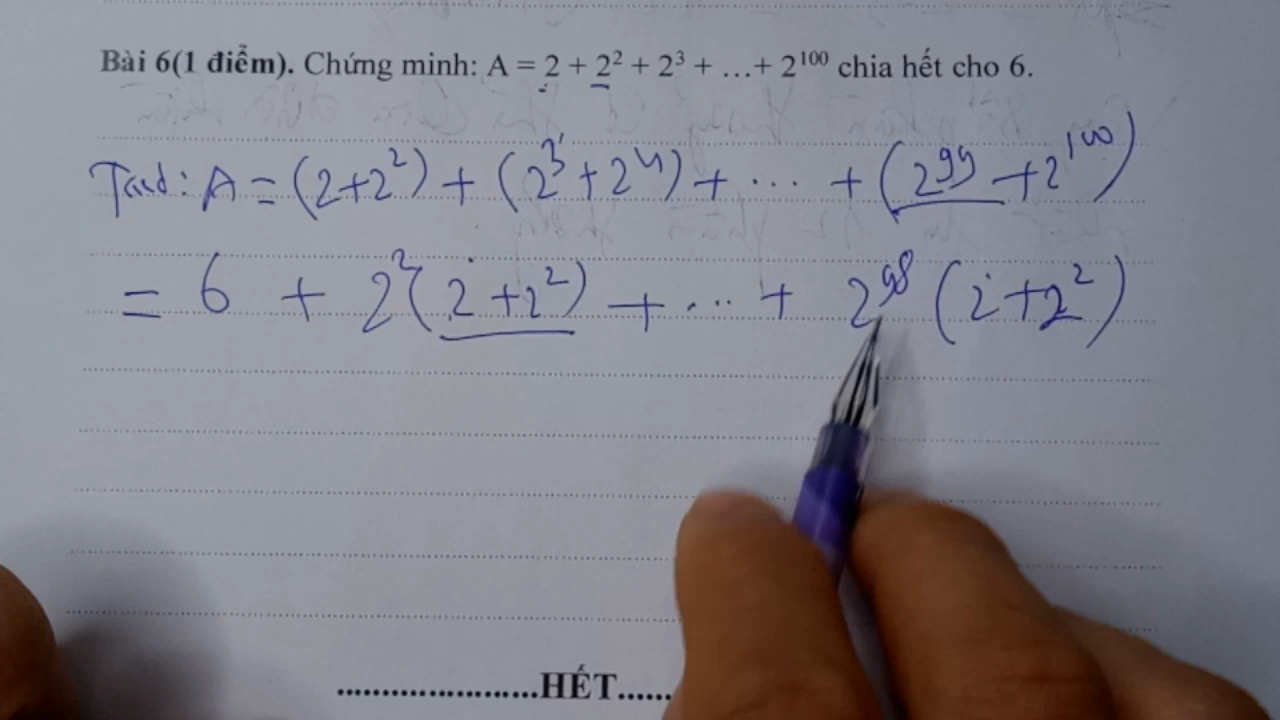 Bài 6(1 điểm). Chứng minh: A = 2 + 2² + 2³ + …+ 2¹⁰⁰ chia hết cho 6.
A = (2+2²) + (2³+2⁴) + ... + (2⁹⁹+2¹⁰⁰)
= 6 + 2²(2+2²) + ... + 2⁹⁸(2+2²)
......................HẾT......